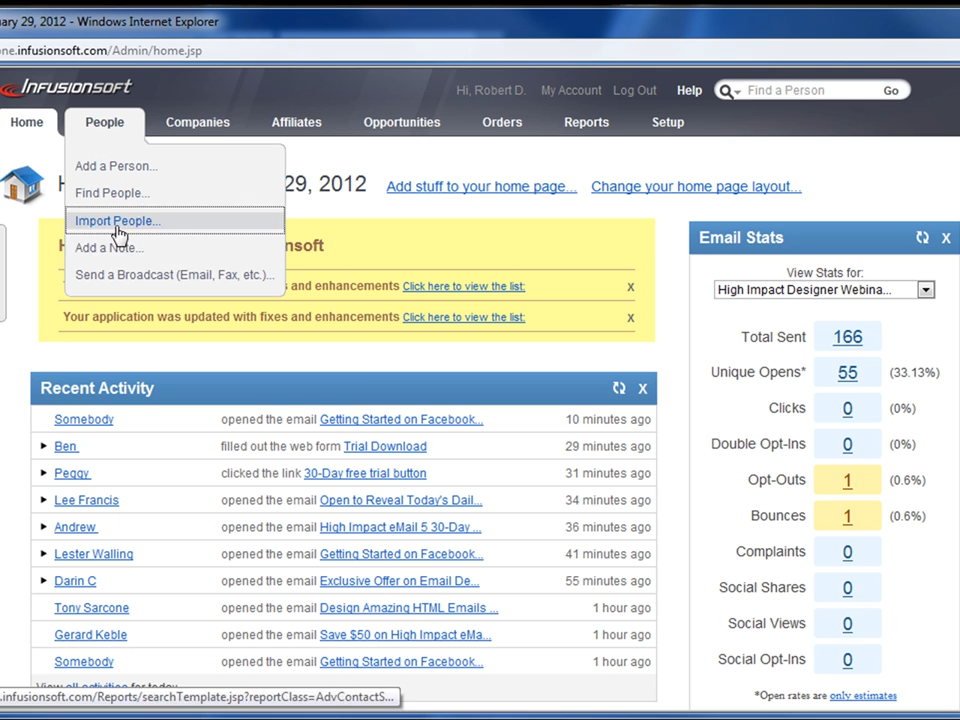 ary 29, 2012 - Windows Internet Explorer
ne.infusionsoft.com/Admin/home.jsp
Infusionsoft
Hi, Robert D. My Account Log Out Help Find a Person Go
Home People Companies Affiliates Opportunities Orders Reports Setup
Add a Person...
Find People...
Import People...
Add a Note...
Send a Broadcast (Email, Fax, etc.)...
H 29, 2012 Add stuff to your home page... Change your home page layout...
H onsoft
s and enhancements Click here to view the list: x
Your application was updated with fixes and enhancements Click here to view the list: x
Recent Activity x
Somebody opened the email Getting Started on Facebook... 10 minutes ago
Ben filled out the web form Trial Download 29 minutes ago
Peggy clicked the link 30-Day free trial button 31 minutes ago
Lee Francis opened the email Open to Reveal Today's Dail... 34 minutes ago
Andrew opened the email High Impact eMail 5 30-Day ... 36 minutes ago
Lester Walling opened the email Getting Started on Facebook... 41 minutes ago
Darin C opened the email Exclusive Offer on Email De... 55 minutes ago
Tony Sarcone opened the email Design Amazing HTML Emails ... 1 hour ago
Gerard Keble opened the email Save $50 on High Impact eMa... 1 hour ago
Somebody opened the email Getting Started on Facebook... 1 hour ago
View all activities for today
.infusionsoft.com/Reports/searchTemplate.jsp?reportClass=AdvContactS...
Email Stats x
View Stats for:
High Impact Designer Webina...
Total Sent 166
Unique Opens* 55 (33.13%)
Clicks 0 (0%)
Double Opt-Ins 0 (0%)
Opt-Outs 1 (0.6%)
Bounces 1 (0.6%)
Complaints 0
Social Shares 0
Social Views 0
Social Opt-Ins 0
*Open rates are only estimates